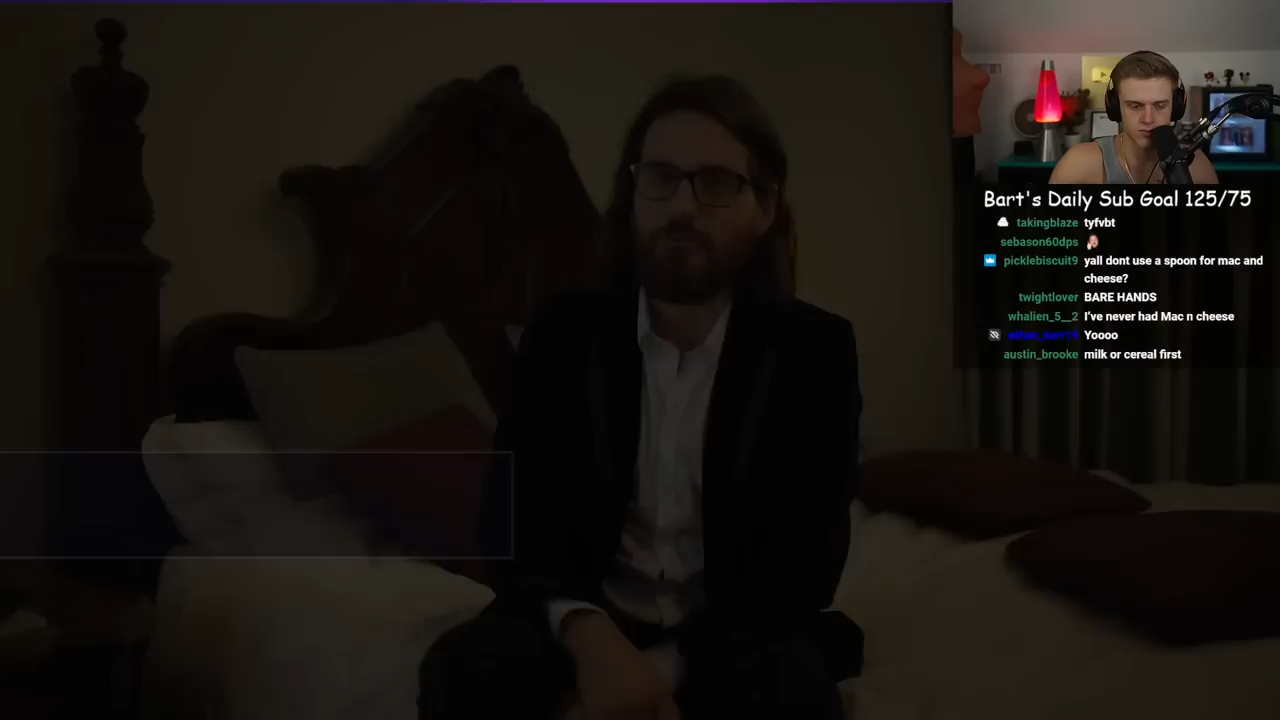 Bart's Daily Sub Goal 125/75
takingblaze tyfvbt
sebason60dps
picklebiscuit9 yall dont use a spoon for mac and
cheese?
twightlover BARE HANDS
whalien_5__2 I've never had Mac n cheese
Yoooo
austin_brooke milk or cereal first